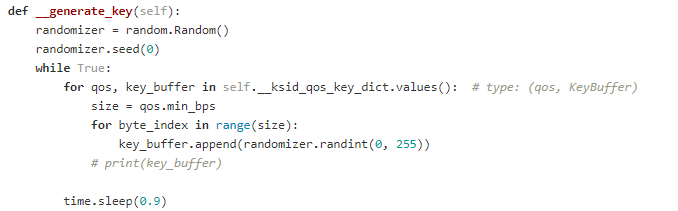 def __generate_key(self):
    randomizer = random.Random()
    randomizer.seed(0)
    while True:
        for qos, key_buffer in self.__ksid_qos_key_dict.values():  # type: (qos, KeyBuffer)
            size = qos.min_bps
            for byte_index in range(size):
                key_buffer.append(randomizer.randint(0, 255))
            # print(key_buffer)

        time.sleep(0.9)